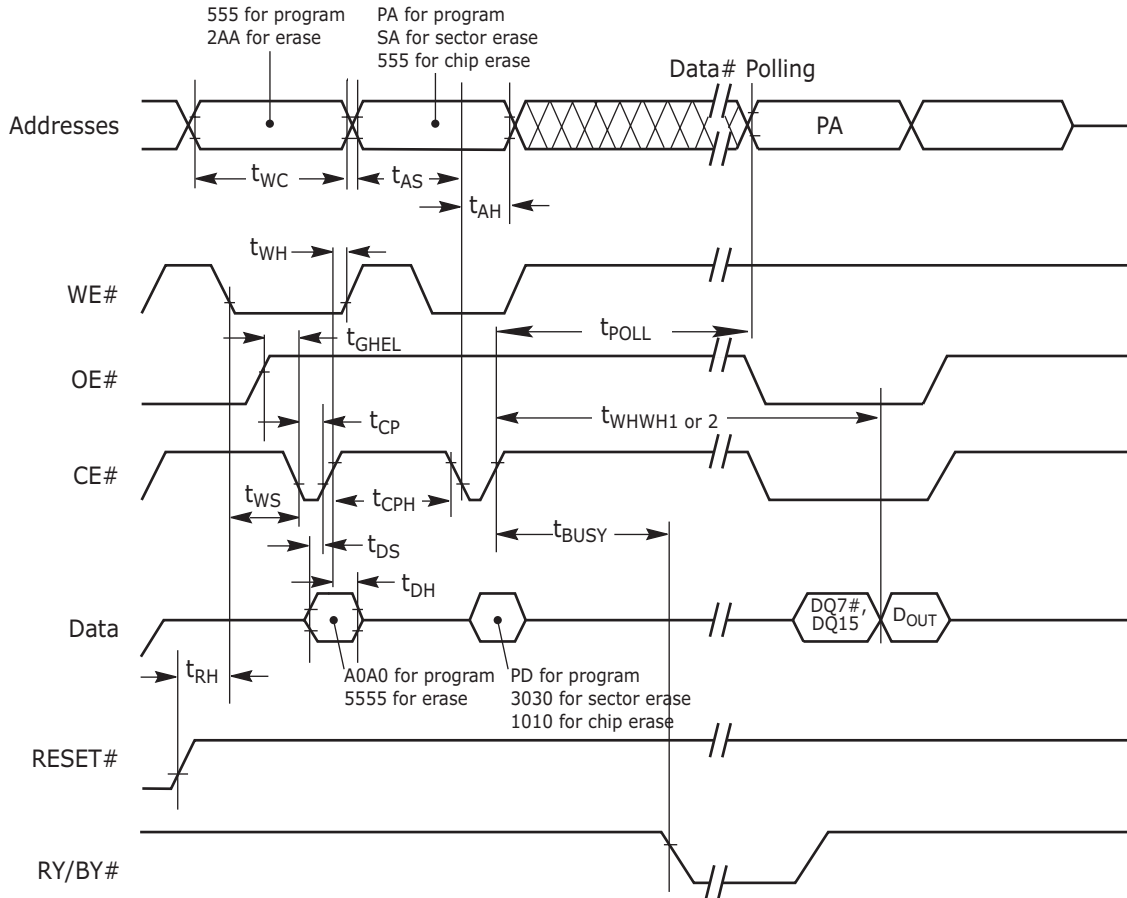 555 for program
2AA for erase
PA for program
SA for sector erase
555 for chip erase
Data# Polling
Addresses
PA
tWC
tAS
tAH
tWH
WE#
tGHEL
tPOLL
OE#
tCP
tWHWH1 or 2
CE#
tWS
tCPH
tBUSY
tDS
tDH
Data
DQ7#,
DQ15
DOUT
tRH
A0A0 for program
5555 for erase
PD for program
3030 for sector erase
1010 for chip erase
RESET#
RY/BY#